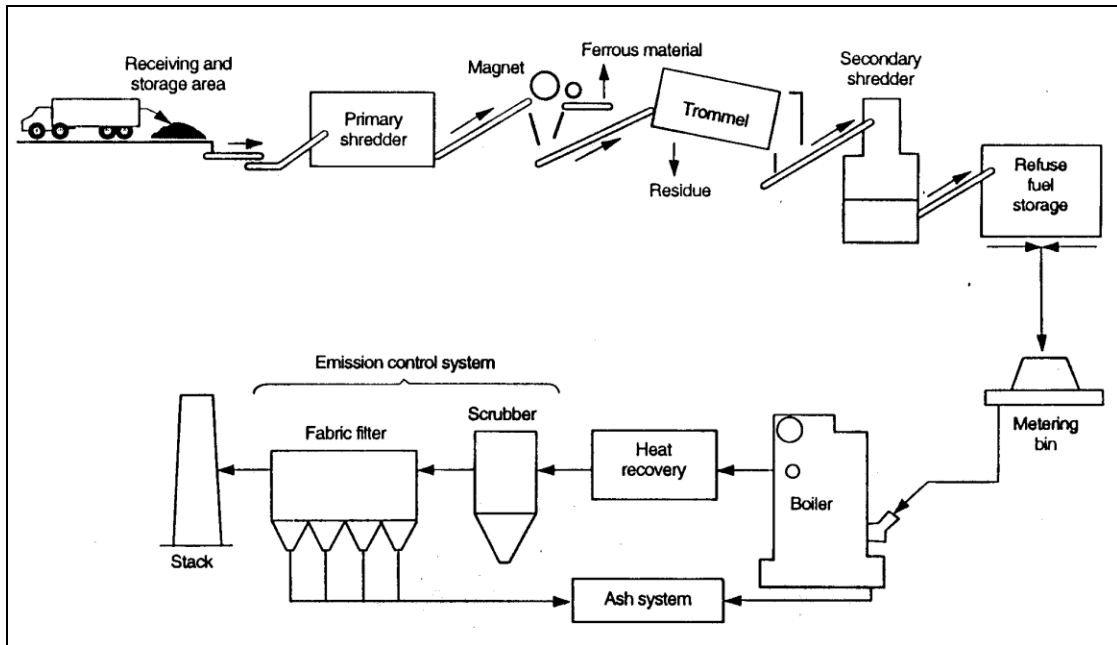 Receiving and
storage area
Primary
shredder
Magnet
Ferrous material
Trommel
Residue
Secondary
shredder
Refuse
fuel
storage
Metering
bin
Boiler
Heat
recovery
Emission control system
Scrubber
Fabric filter
Stack
Ash system